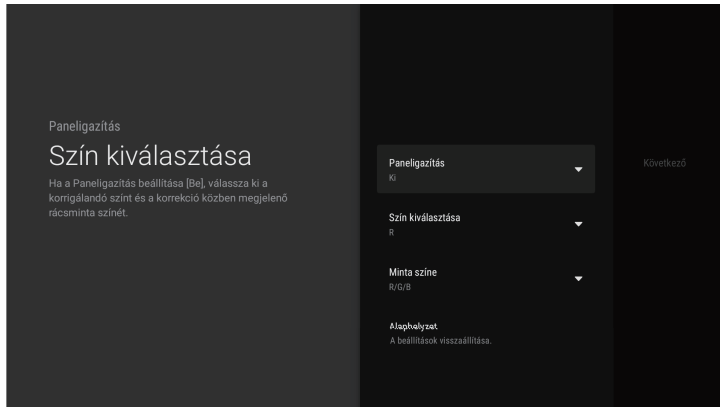 Paneligazítás
Szín kiválasztása
Ha a Paneligazítás beállítása [Be], válassza ki a
korrigálandó színt és a korrekció közben megjelenő
rácsminta színét.
Paneligazítás
Ki
Szín kiválasztása
R
Minta színe
R/G/B
Alaphelyzet
A beállítások visszaállítása.
Következő